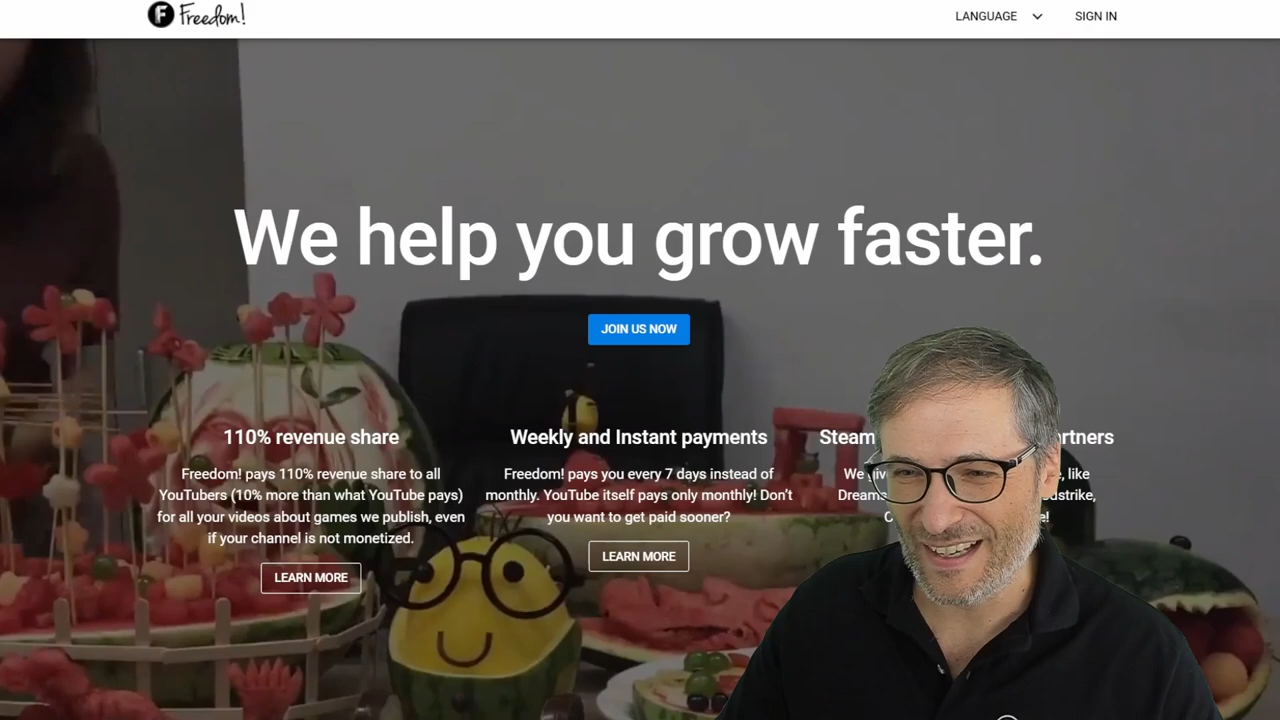 F Freedom!
LANGUAGE
SIGN IN
We help you grow faster.
JOIN US NOW
110% revenue share
Freedom! pays 110% revenue share to all
YouTubers (10% more than what YouTube pays)
for all your videos about games we publish, even
if your channel is not monetized.
LEARN MORE
Weekly and Instant payments
Freedom! pays you every 7 days instead of
monthly. YouTube itself pays only monthly! Don't
you want to get paid sooner?
LEARN MORE
Steam
We
like